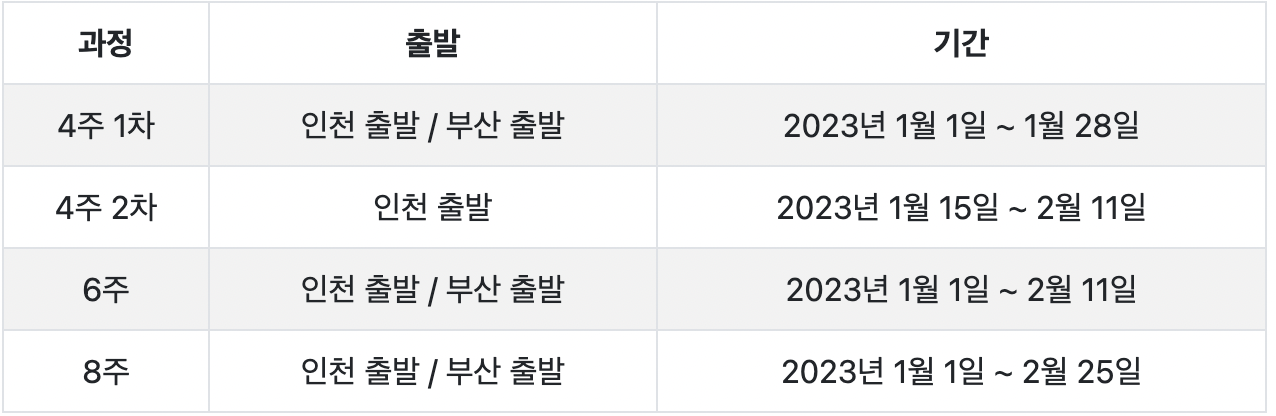 과정 출발 기간
4주 1차 인천 출발 / 부산 출발 2023년 1월 1일 ~ 1월 28일
4주 2차 인천 출발 2023년 1월 15일 ~ 2월 11일
6주 인천 출발 / 부산 출발 2023년 1월 1일 ~ 2월 11일
8주 인천 출발 / 부산 출발 2023년 1월 1일 ~ 2월 25일